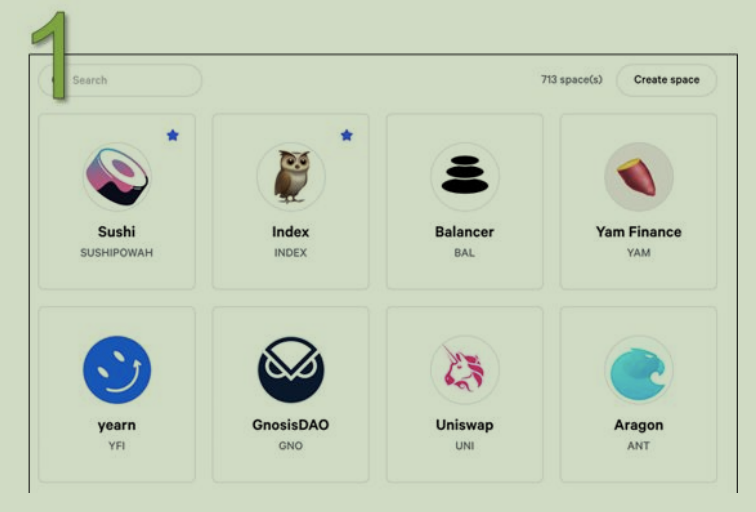 1
Search
713 space(s)
Create space
Sushi
SUSHIPOWAH
Index
INDEX
Balancer
BAL
Yam Finance
YAM
yearn
YFI
GnosisDAO
GNO
Uniswap
UNI
Aragon
ANT